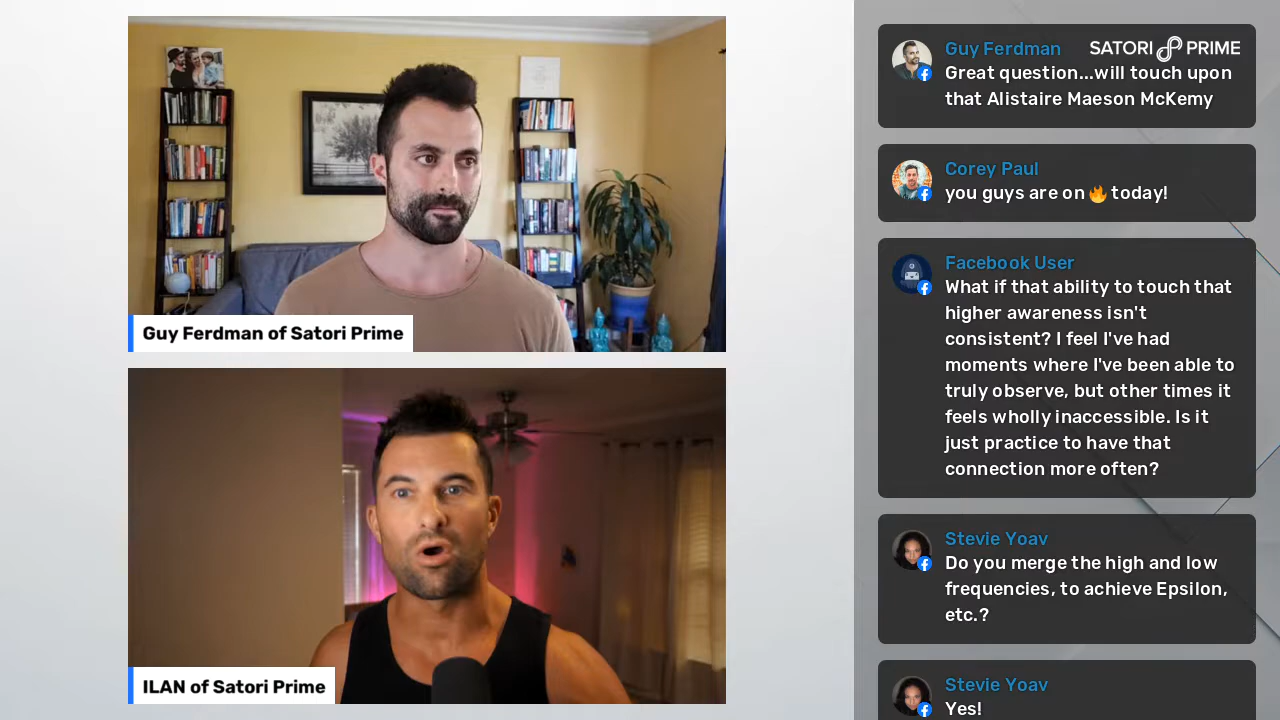 Guy Ferdman of Satori Prime
ILAN of Satori Prime
SATORI PRIME
Guy Ferdman
Great question...will touch upon
that Alistaire Maeson McKemy
Corey Paul
you guys are on 🔥 today!
Facebook User
What if that ability to touch that
higher awareness isn't
consistent? I feel I've had
moments where I've been able to
truly observe, but other times it
feels wholly inaccessible. Is it
just practice to have that
connection more often?
Stevie Yoav
Do you merge the high and low
frequencies, to achieve Epsilon,
etc.?
Stevie Yoav
Yes!